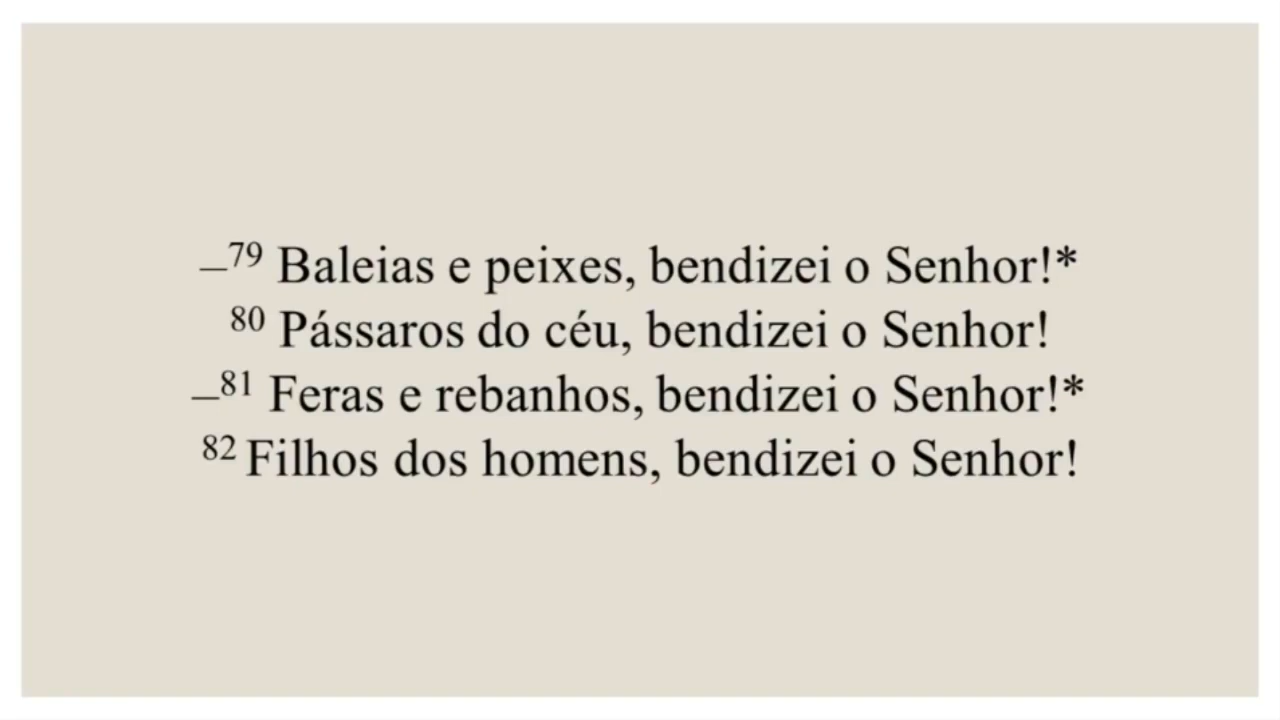 –79 Baleias e peixes, bendizei o Senhor!*
80 Pássaros do céu, bendizei o Senhor!
–81 Feras e rebanhos, bendizei o Senhor!*
82 Filhos dos homens, bendizei o Senhor!